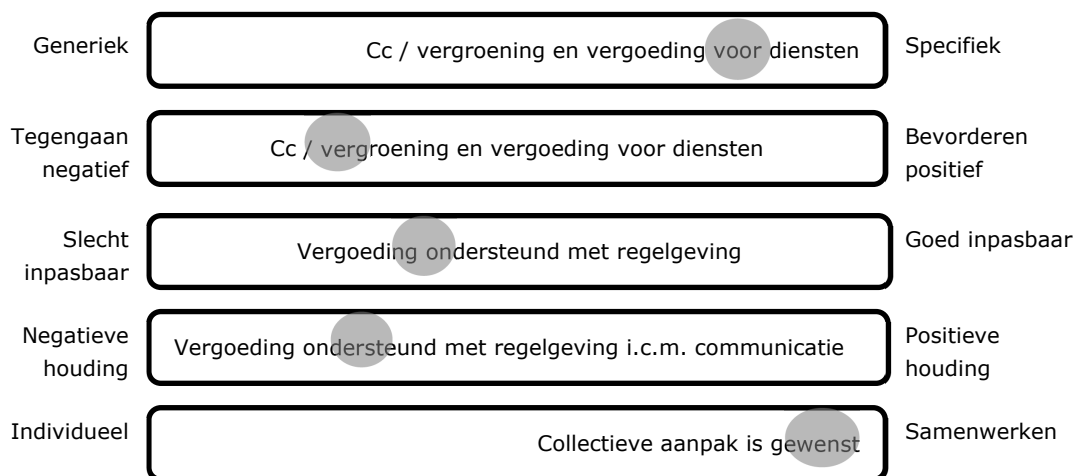 Generiek
Cc / vergroening en vergoeding voor diensten
Specifiek
Tegengaan
negatief
Cc / vergroening en vergoeding voor diensten
Bevorderen
positief
Slecht
inpasbaar
Vergoeding ondersteund met regelgeving
Goed inpasbaar
Negatieve
houding
Vergoeding ondersteund met regelgeving i.c.m. communicatie
Positieve
houding
Individueel
Collectieve aanpak is gewenst
Samenwerken